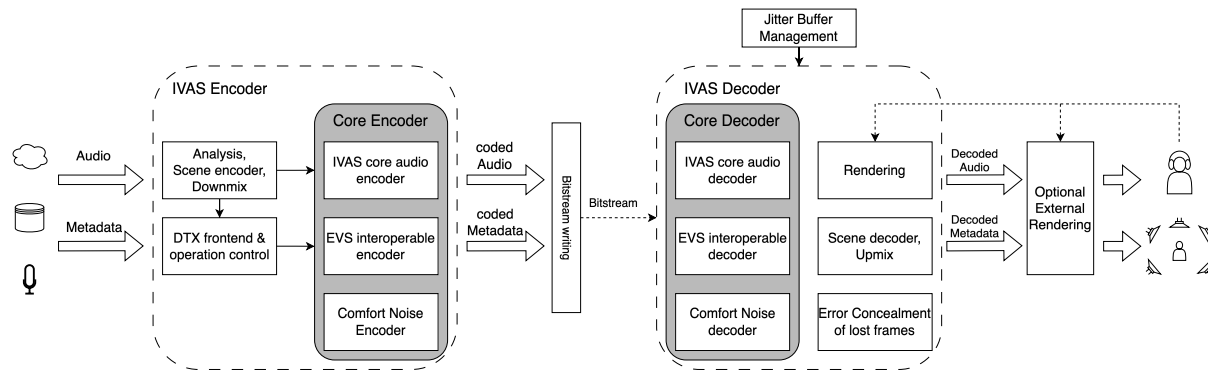 Jitter Buffer
Management
IVAS Encoder
Core Encoder
Audio
Metadata
Analysis,
Scene encoder,
Downmix
DTX frontend &
operation control
IVAS core audio
encoder
EVS interoperable
encoder
Comfort Noise
Encoder
coded
Audio
coded
Metadata
Bitstream writing
Bitstream
IVAS Decoder
Core Decoder
IVAS core audio
decoder
EVS interoperable
decoder
Comfort Noise
decoder
Rendering
Scene decoder,
Upmix
Error Concealment
of lost frames
Decoded
Audio
Decoded
Metadata
Optional
External
Rendering